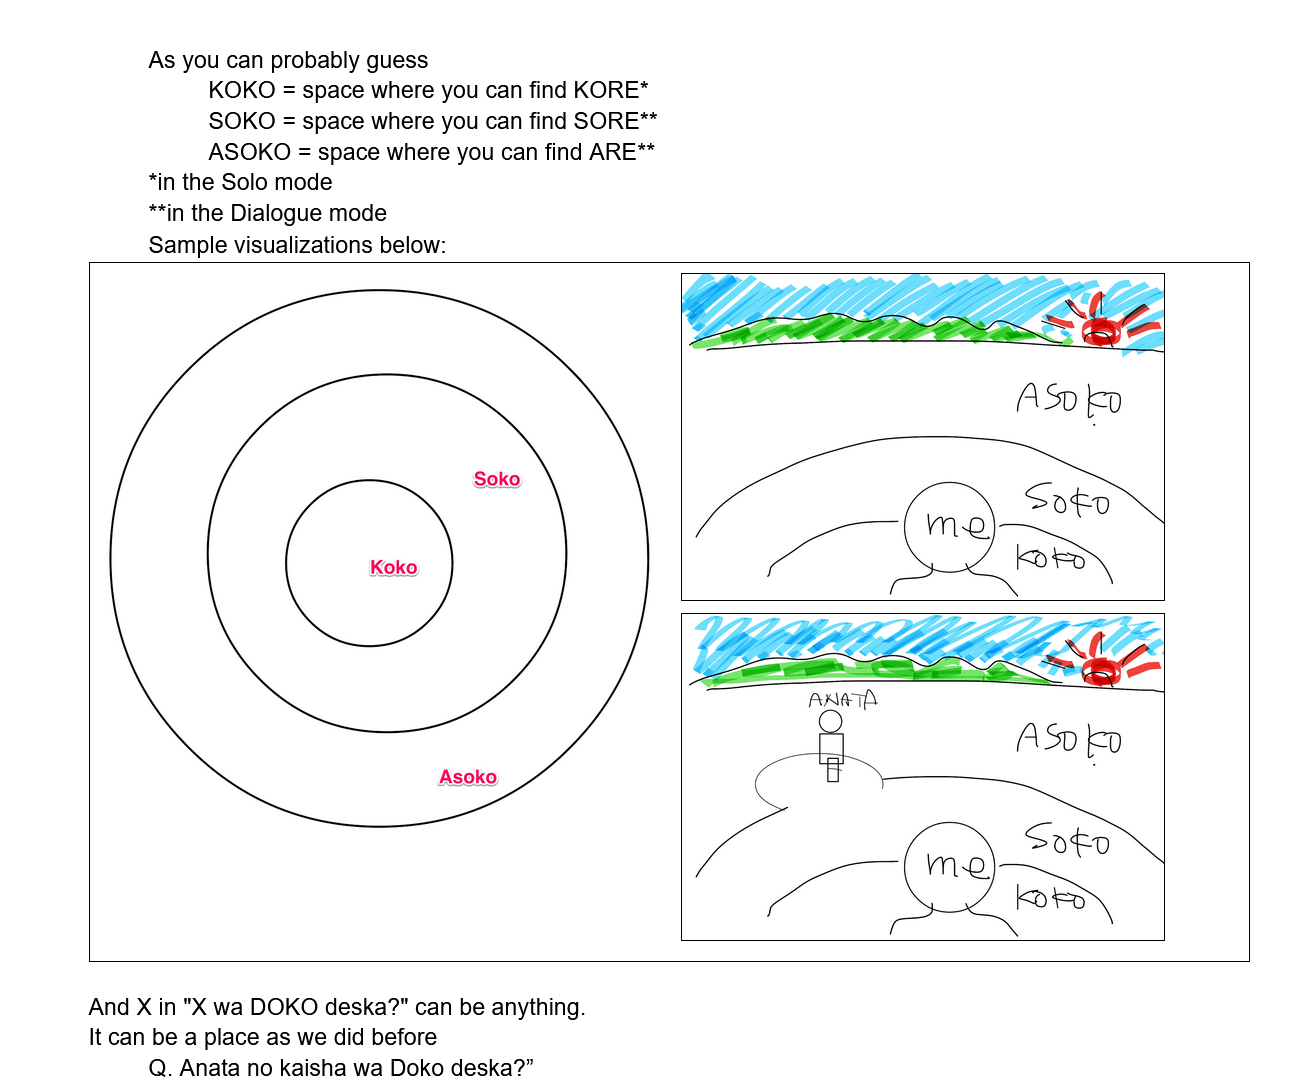 As you can probably guess
KOKO = space where you can find KORE*
SOKO = space where you can find SORE**
ASOKO = space where you can find ARE**
*in the Solo mode
**in the Dialogue mode
Sample visualizations below:
Soko
Koko
Asoko
ASOKO
SOKO
me
KOKO
ANATA
ASOKO
SOKO
me
KOKO
And X in "X wa DOKO deska?" can be anything.
It can be a place as we did before
Q. Anata no kaisha wa Doko deska?”